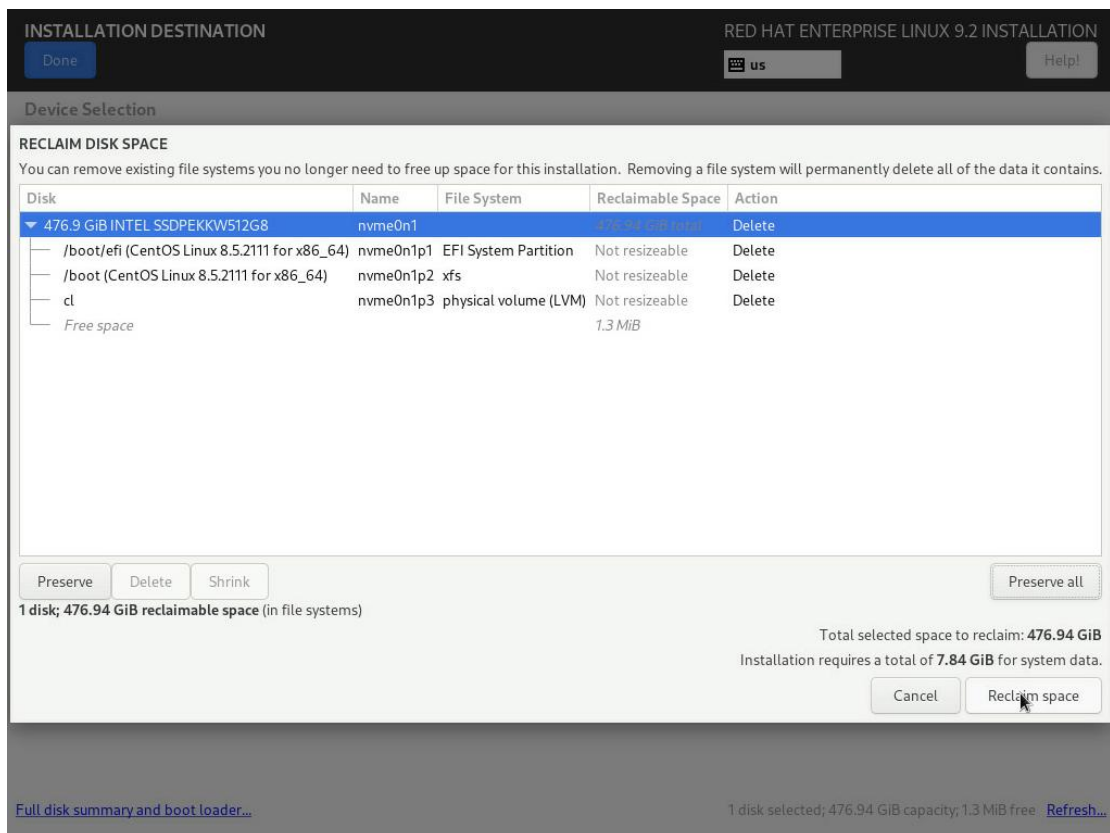 INSTALLATION DESTINATION
RED HAT ENTERPRISE LINUX 9.2 INSTALLATION
Done
us
Help!
Device Selection
RECLAIM DISK SPACE
You can remove existing file systems you no longer need to free up space for this installation. Removing a file system will permanently delete all of the data it contains.
Disk Name File System Reclaimable Space Action
476.9 GiB INTEL SSDPEKKW512G8 nvme0n1 476.94 GiB total Delete
/boot/efi (CentOS Linux 8.5.2111 for x86_64) nvme0n1p1 EFI System Partition Not resizeable Delete
/boot (CentOS Linux 8.5.2111 for x86_64) nvme0n1p2 xfs Not resizeable Delete
cl nvme0n1p3 physical volume (LVM) Not resizeable Delete
Free space 1.3 MiB
Preserve Delete Shrink Preserve all
1 disk; 476.94 GiB reclaimable space (in file systems)
Total selected space to reclaim: 476.94 GiB
Installation requires a total of 7.84 GiB for system data.
Cancel Reclaim space
Full disk summary and boot loader... 1 disk selected; 476.94 GiB capacity; 1.3 MiB free Refresh...